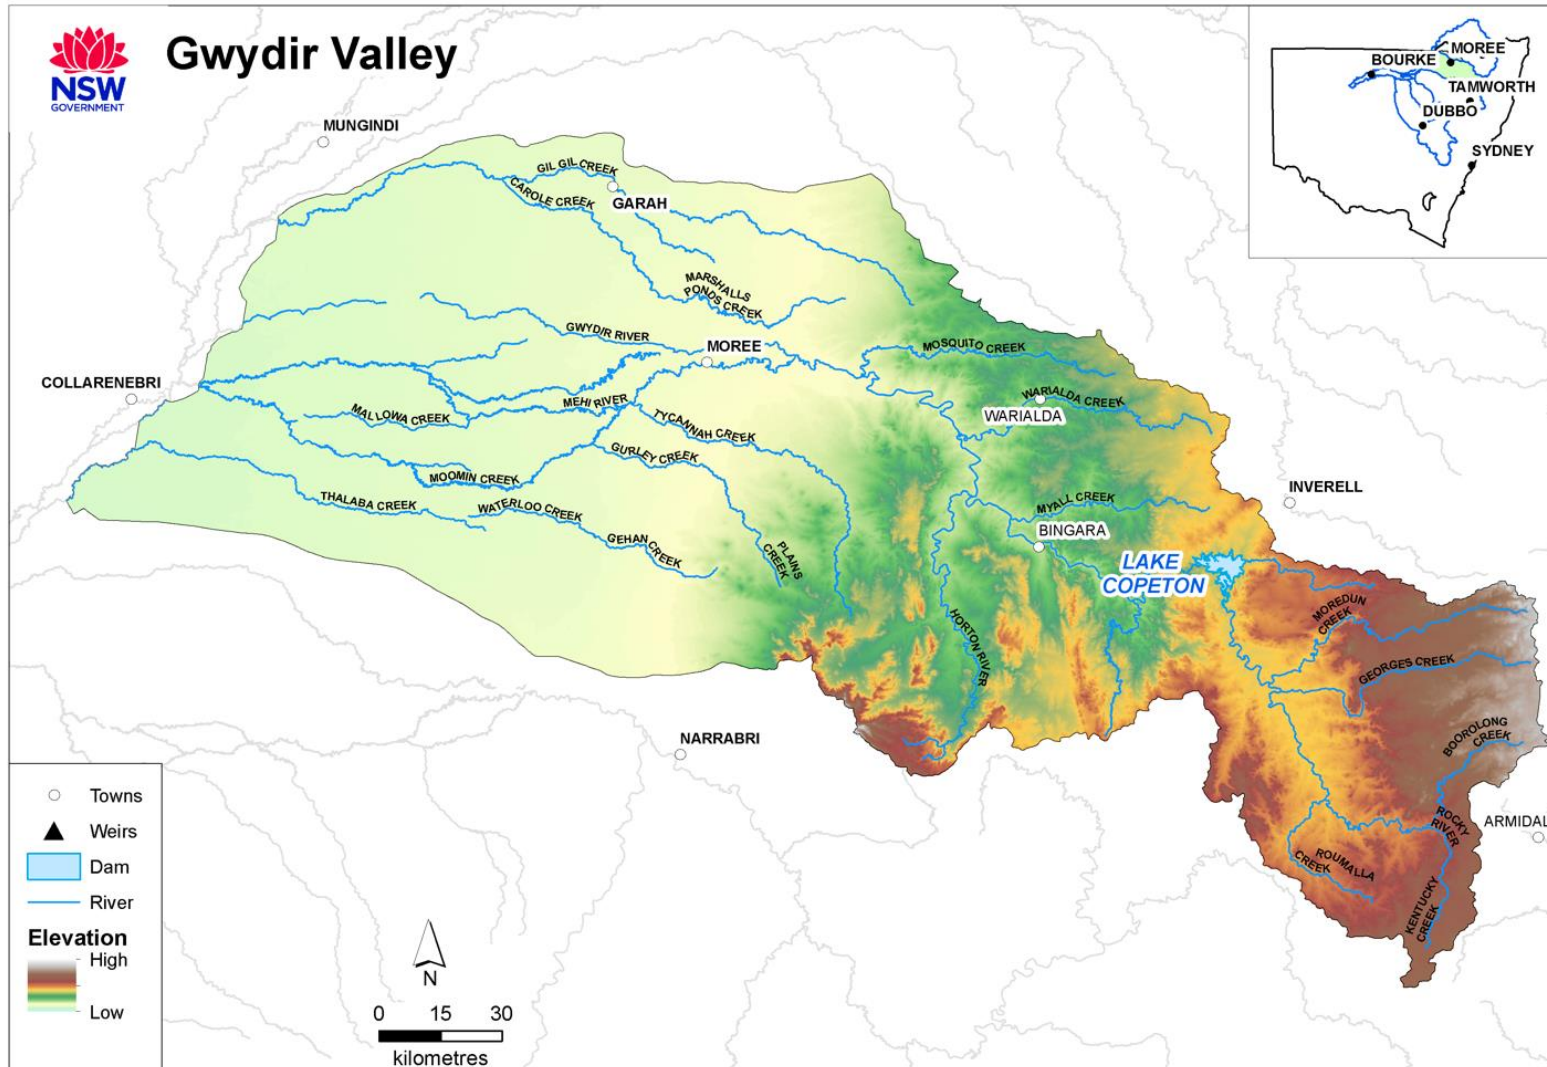 Gwydir Valley
NSW
GOVERNMENT
MOREE
BOURKE
TAMWORTH
DUBBO
SYDNEY
MUNGINDI
GIL GIL CREEK
CAROLE CREEK
GARAH
MARSHALLS
PONDS CREEK
GWYDIR RIVER
MOREE
MOSQUITO CREEK
COLLARENEBRI
MEHI RIVER
MALLOWA CREEK
TYCANNAH CREEK
WARIALDA CREEK
WARIALDA
GURLEY CREEK
MOOMIN CREEK
THALABA CREEK
WATERLOO CREEK
GEHAN CREEK
PLAINS
CREEK
MYALL CREEK
BINGARA
INVERELL
LAKE
COPETON
HORTON RIVER
MOREDUN
CREEK
GEORGES CREEK
BOOROLONG
CREEK
NARRABRI
ROCKY
RIVER
ARMIDAL
ROUMALLA
CREEK
KENTUCKY
CREEK
Towns
Weirs
Dam
River
Elevation
High
Low
N
0 15 30
kilometres